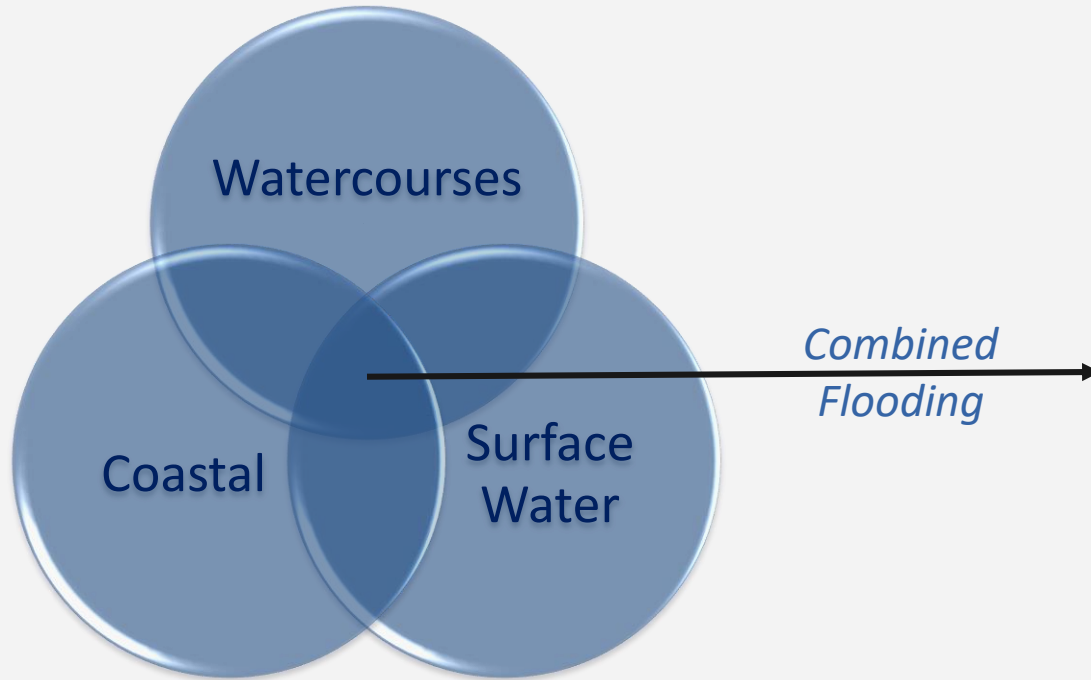 Watercourses
Coastal
Surface
Water
Combined
Flooding